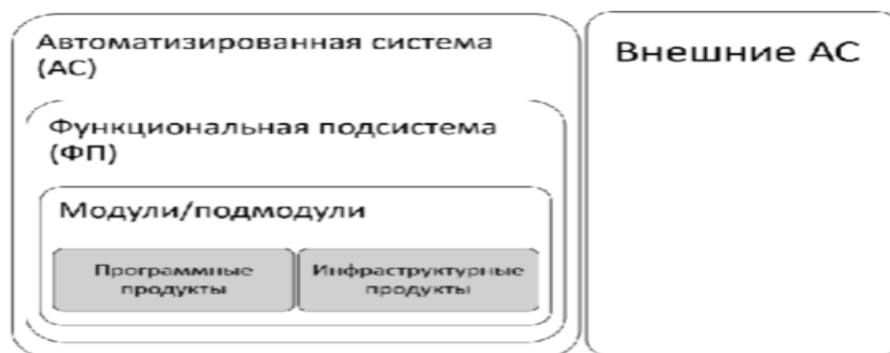 Автоматизированная система
(АС)
Функциональная подсистема
(ФП)
Модули/подмодули
Программные
продукты
Инфраструктурные
продукты
Внешние АС